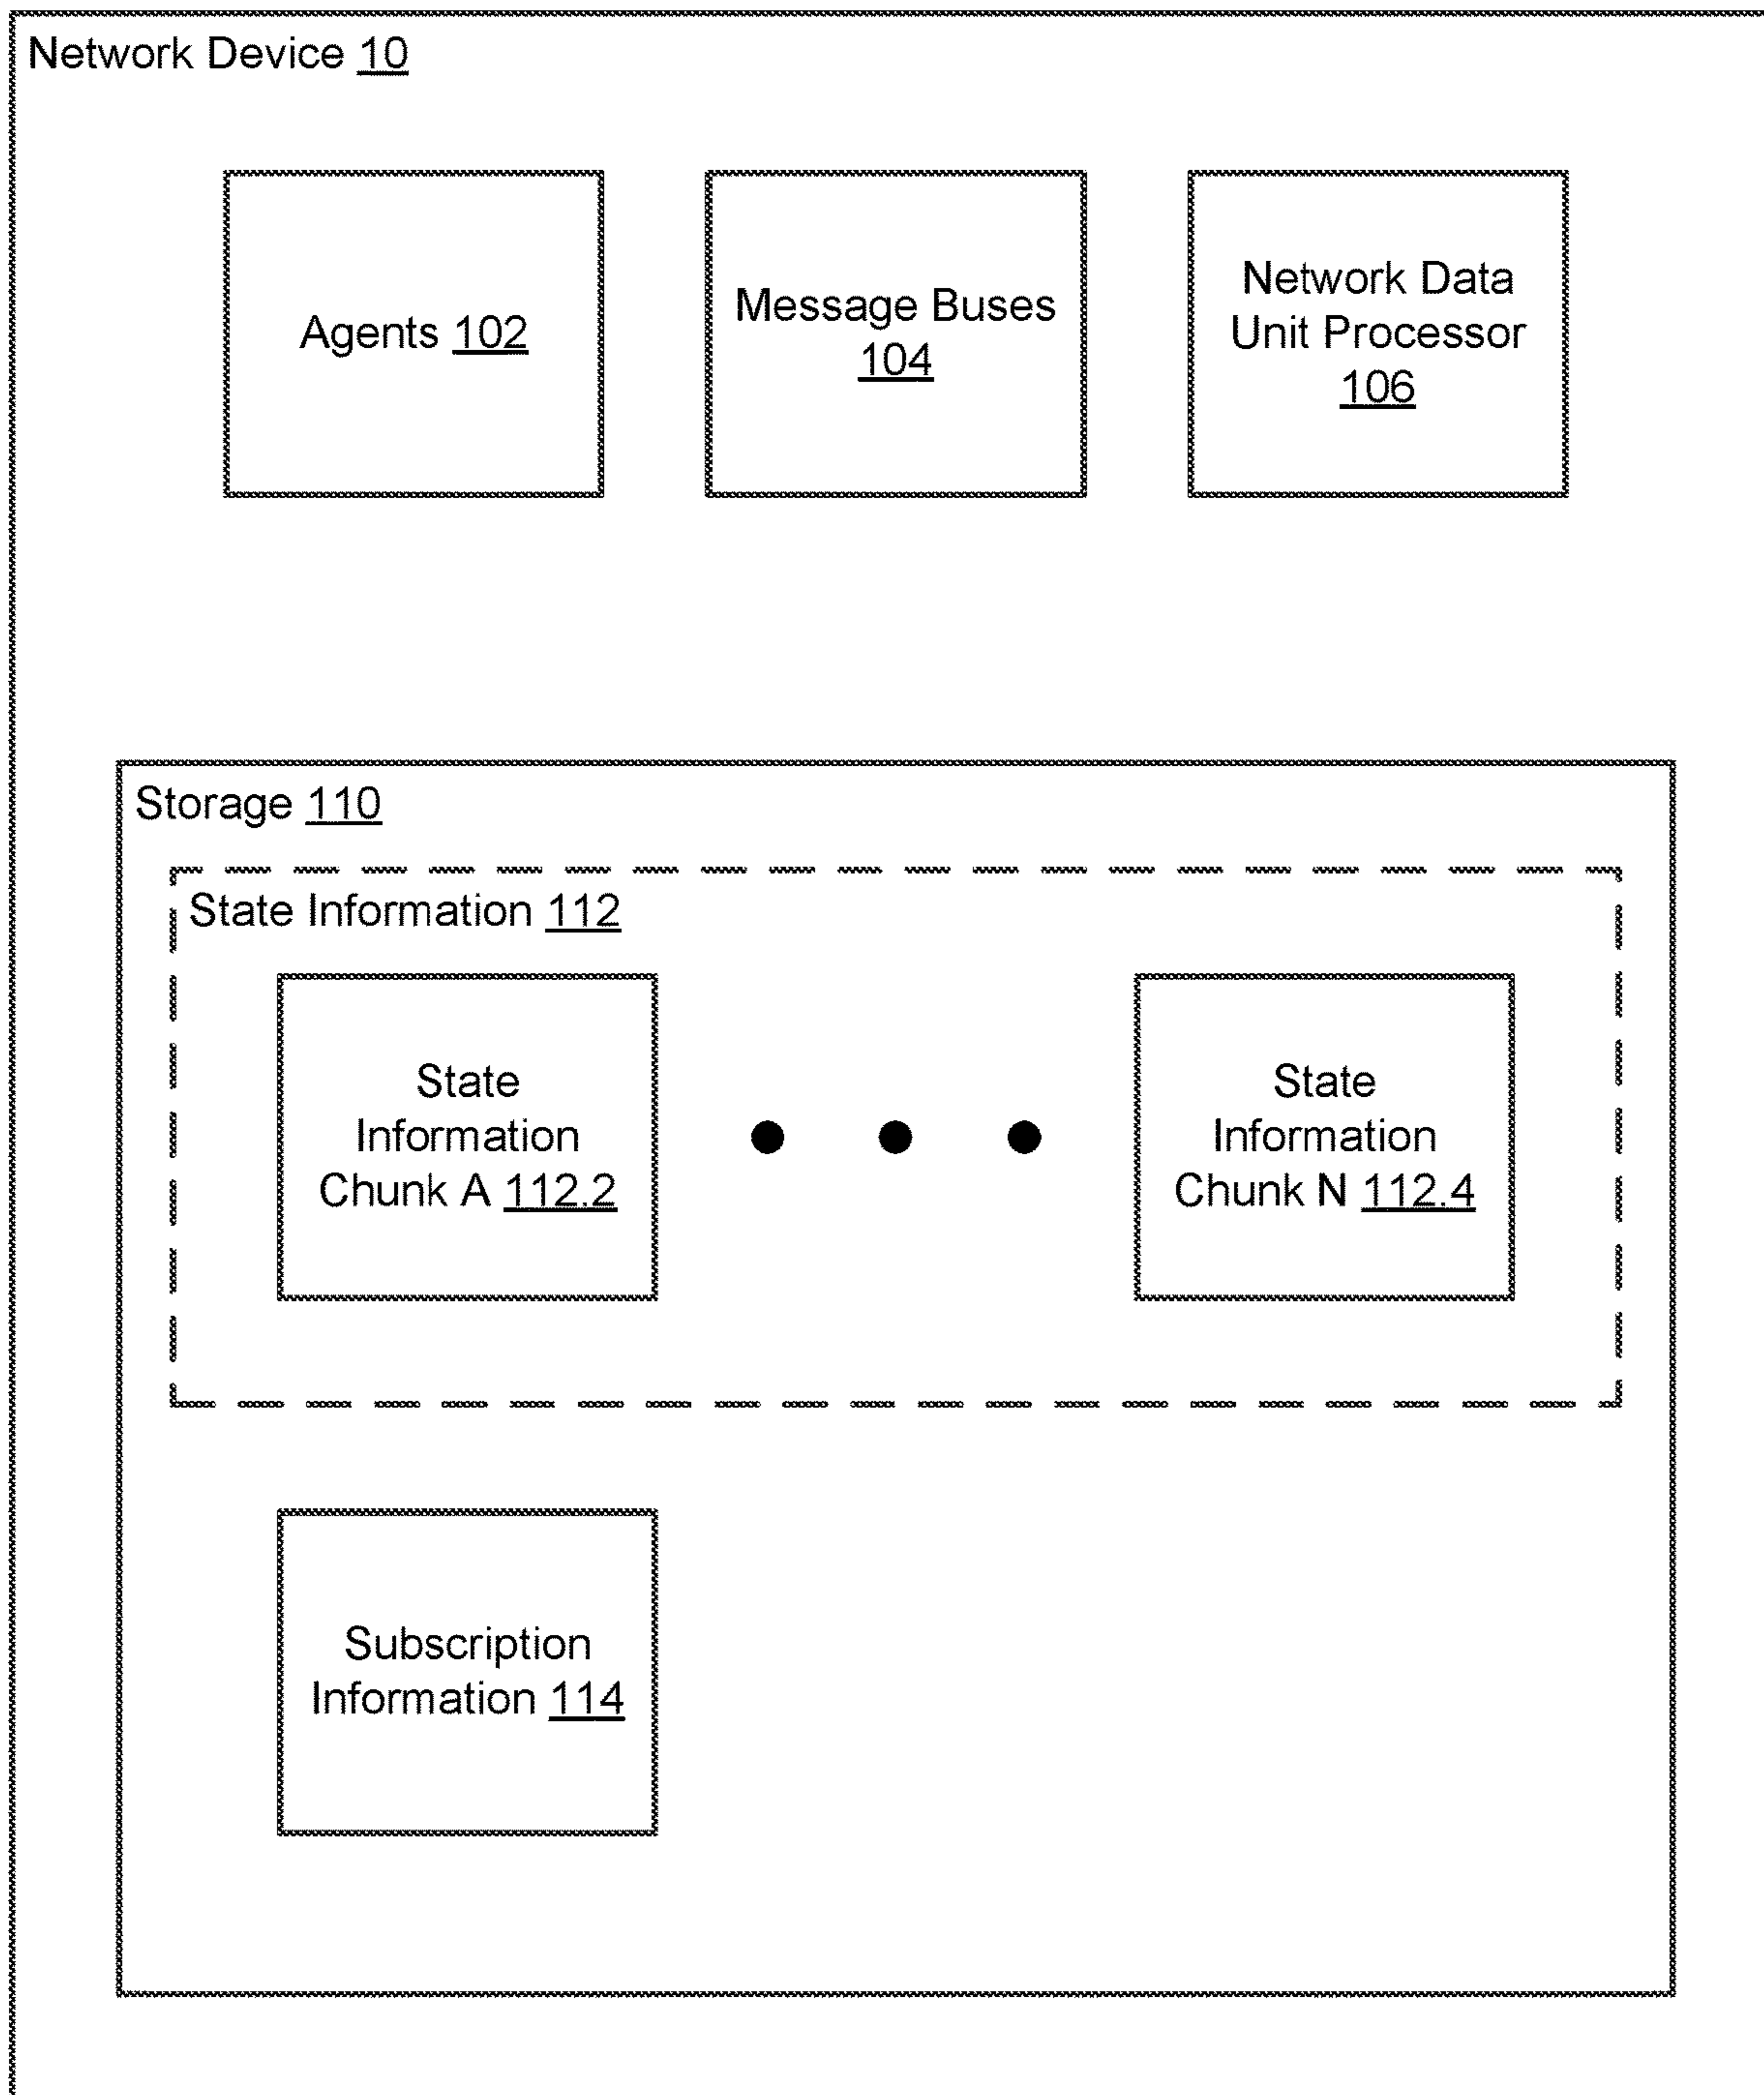 Network Device 10
Agents 102
Message Buses
104
Network Data
Unit Processor
106
Storage 110
State Information 112
State
Information
Chunk A 112.2
State
Information
Chunk N 112.4
Subscription
Information 114